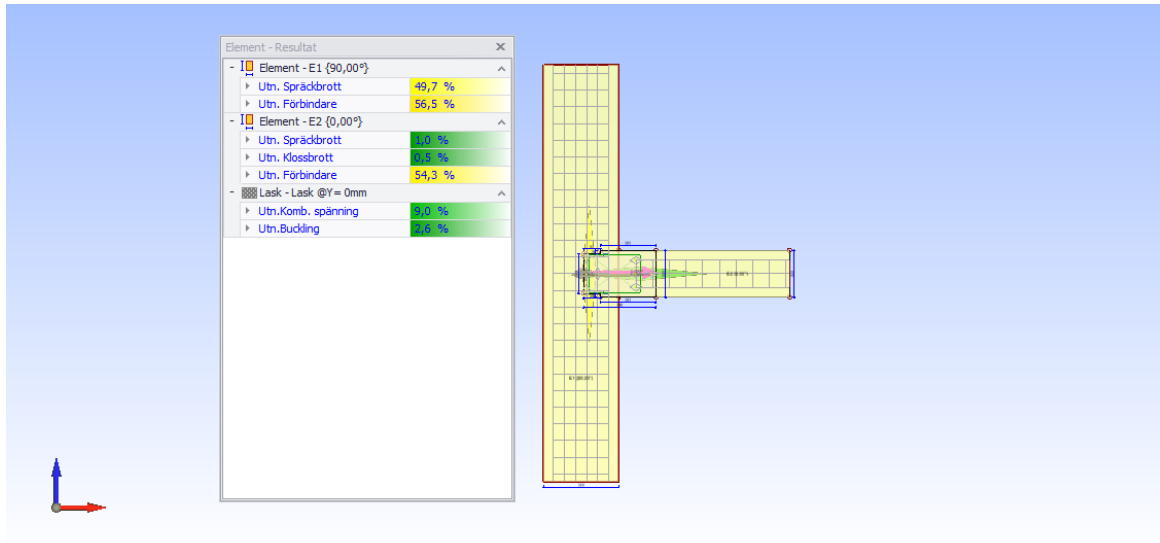 Element - Resultat
Element - E1 {90,00°}
Utn. Spräckbrott 49,7 %
Utn. Förbindare 56,5 %
Element - E2 {0,00°}
Utn. Spräckbrott 1,0 %
Utn. Klossbrott 0,5 %
Utn. Förbindare 54,3 %
Lask - Lask @Y= 0mm
Utn.Komb. spänning 9,0 %
Utn.Buckling 2,6 %